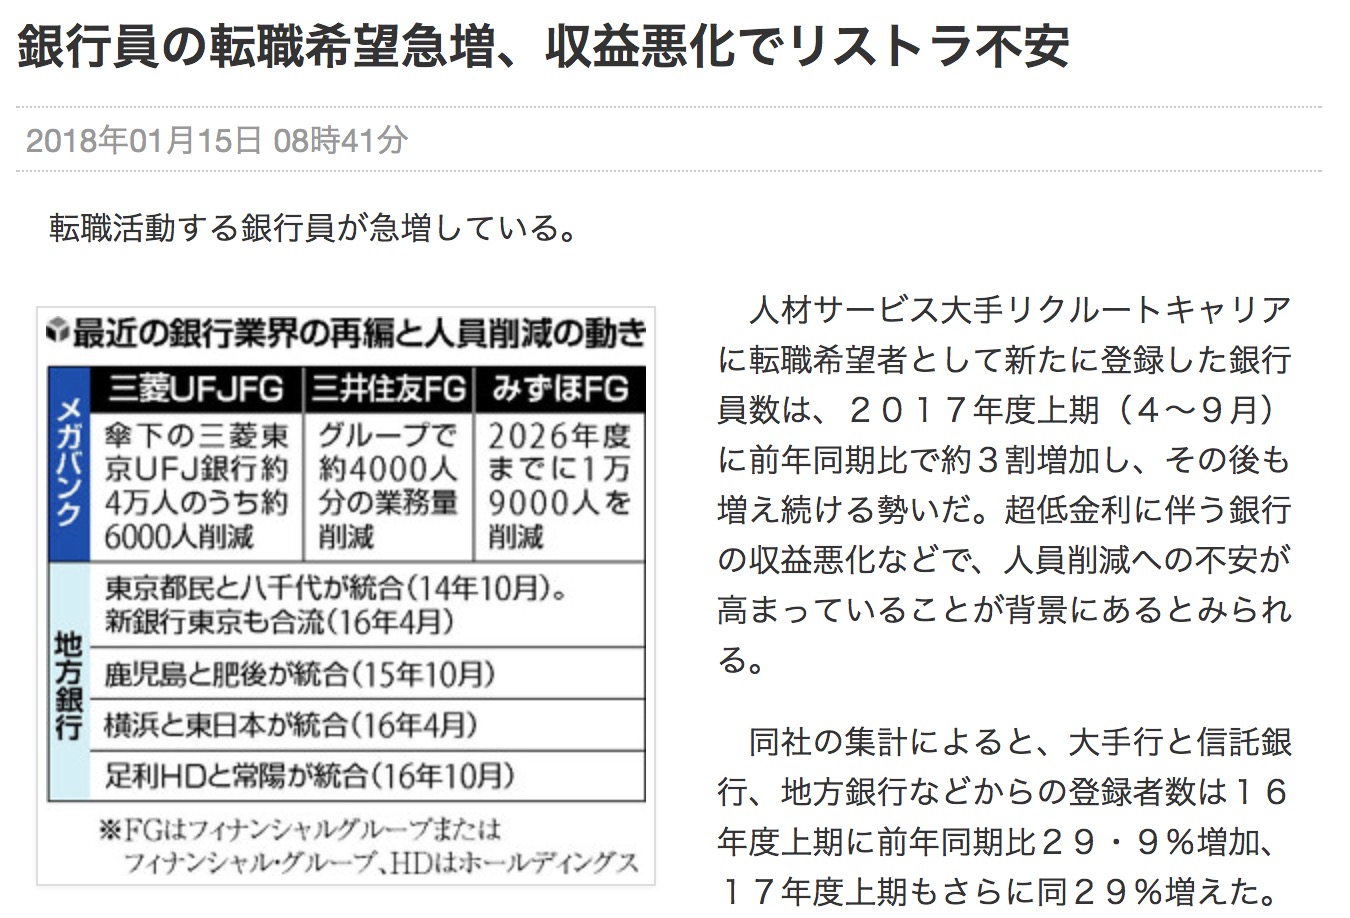 銀行員の転職希望急増、収益悪化でリストラ不安
2018年01月15日 08時41分
転職活動する銀行員が急増している。
最近の銀行業界の再編と人員削減の動き
メガバンク
三菱UFJFG
傘下の三菱東
京UFJ銀行約
4万人のうち約
6000人削減
三井住友FG
グループで
約4000人
分の業務量
削減
みずほFG
2026年度
までに1万
9000人を
削減
地方銀行
東京都民と八千代が統合(14年10月)。
新銀行東京も合流(16年4月)
鹿児島と肥後が統合(15年10月)
横浜と東日本が統合(16年4月)
足利HDと常陽が統合(16年10月)
※FGはフィナンシャルグループまたは
フィナンシャル・グループ、HDはホールディングス
人材サービス大手リクルートキャリア
に転職希望者として新たに登録した銀行
員数は、２０１７年度上期（４～９月）
に前年同期比で約３割増加し、その後も
増え続ける勢いだ。超低金利に伴う銀行
の収益悪化などで、人員削減への不安が
高まっていることが背景にあるとみられ
る。
同社の集計によると、大手行と信託銀
行、地方銀行などからの登録者数は１６
年度上期に前年同期比２９・９％増加、
１７年度上期もさらに同２９％増えた。